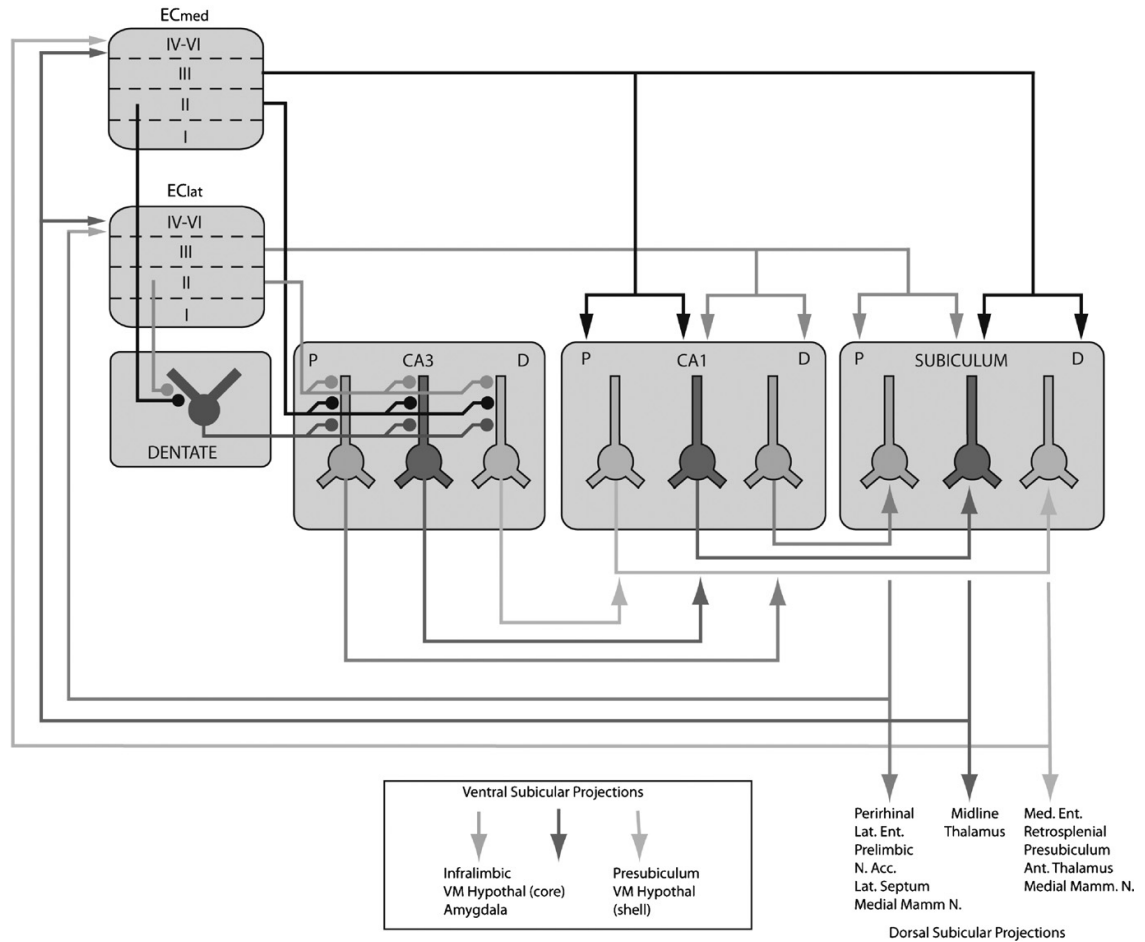 ECmed
IV-VI
III
II
I
EClat
IV-VI
III
II
I
DENTATE
P CA3 D
P CA1 D
P SUBICULUM D
Ventral Subicular Projections
Infralimbic
VM Hypothal (core)
Amygdala
Presubiculum
VM Hypothal
(shell)
Perirhinal
Lat. Ent.
Prelimbic
N. Acc.
Lat. Septum
Medial Mamm N.
Midline
Thalamus
Med. Ent.
Retrosplenial
Presubiculum
Ant. Thalamus
Medial Mamm. N.
Dorsal Subicular Projections